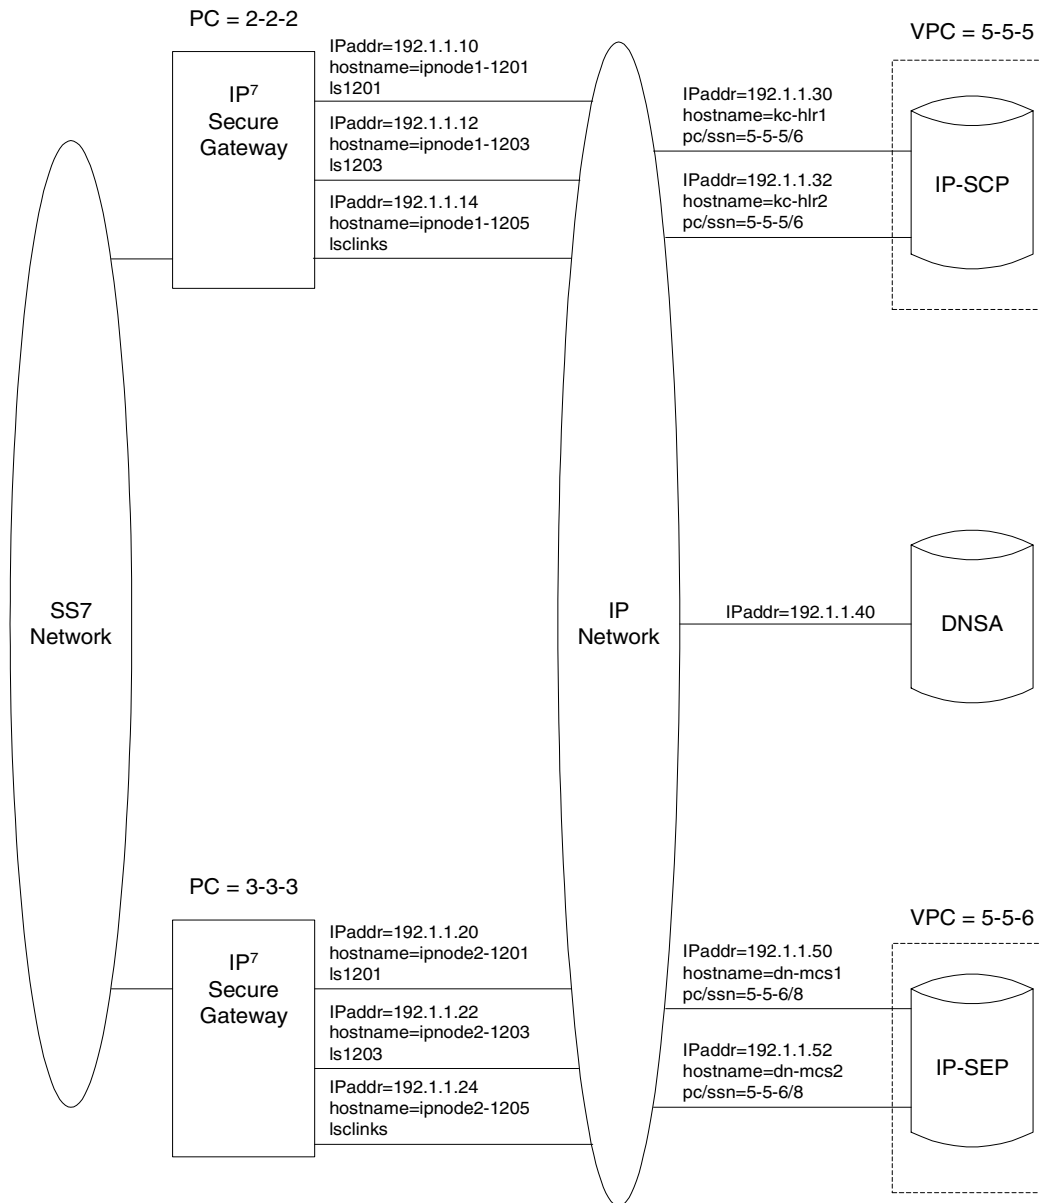 PC = 2-2-2
IP7
Secure
Gateway
IPaddr=192.1.1.10
hostname=ipnode1-1201
ls1201
IPaddr=192.1.1.12
hostname=ipnode1-1203
ls1203
IPaddr=192.1.1.14
hostname=ipnode1-1205
lsclinks
VPC = 5-5-5
IPaddr=192.1.1.30
hostname=kc-hlr1
pc/ssn=5-5-5/6
IPaddr=192.1.1.32
hostname=kc-hlr2
pc/ssn=5-5-5/6
IP-SCP
SS7
Network
IP
Network
IPaddr=192.1.1.40
DNSA
PC = 3-3-3
IP7
Secure
Gateway
IPaddr=192.1.1.20
hostname=ipnode2-1201
ls1201
IPaddr=192.1.1.22
hostname=ipnode2-1203
ls1203
IPaddr=192.1.1.24
hostname=ipnode2-1205
lsclinks
VPC = 5-5-6
IPaddr=192.1.1.50
hostname=dn-mcs1
pc/ssn=5-5-6/8
IPaddr=192.1.1.52
hostname=dn-mcs2
pc/ssn=5-5-6/8
IP-SEP